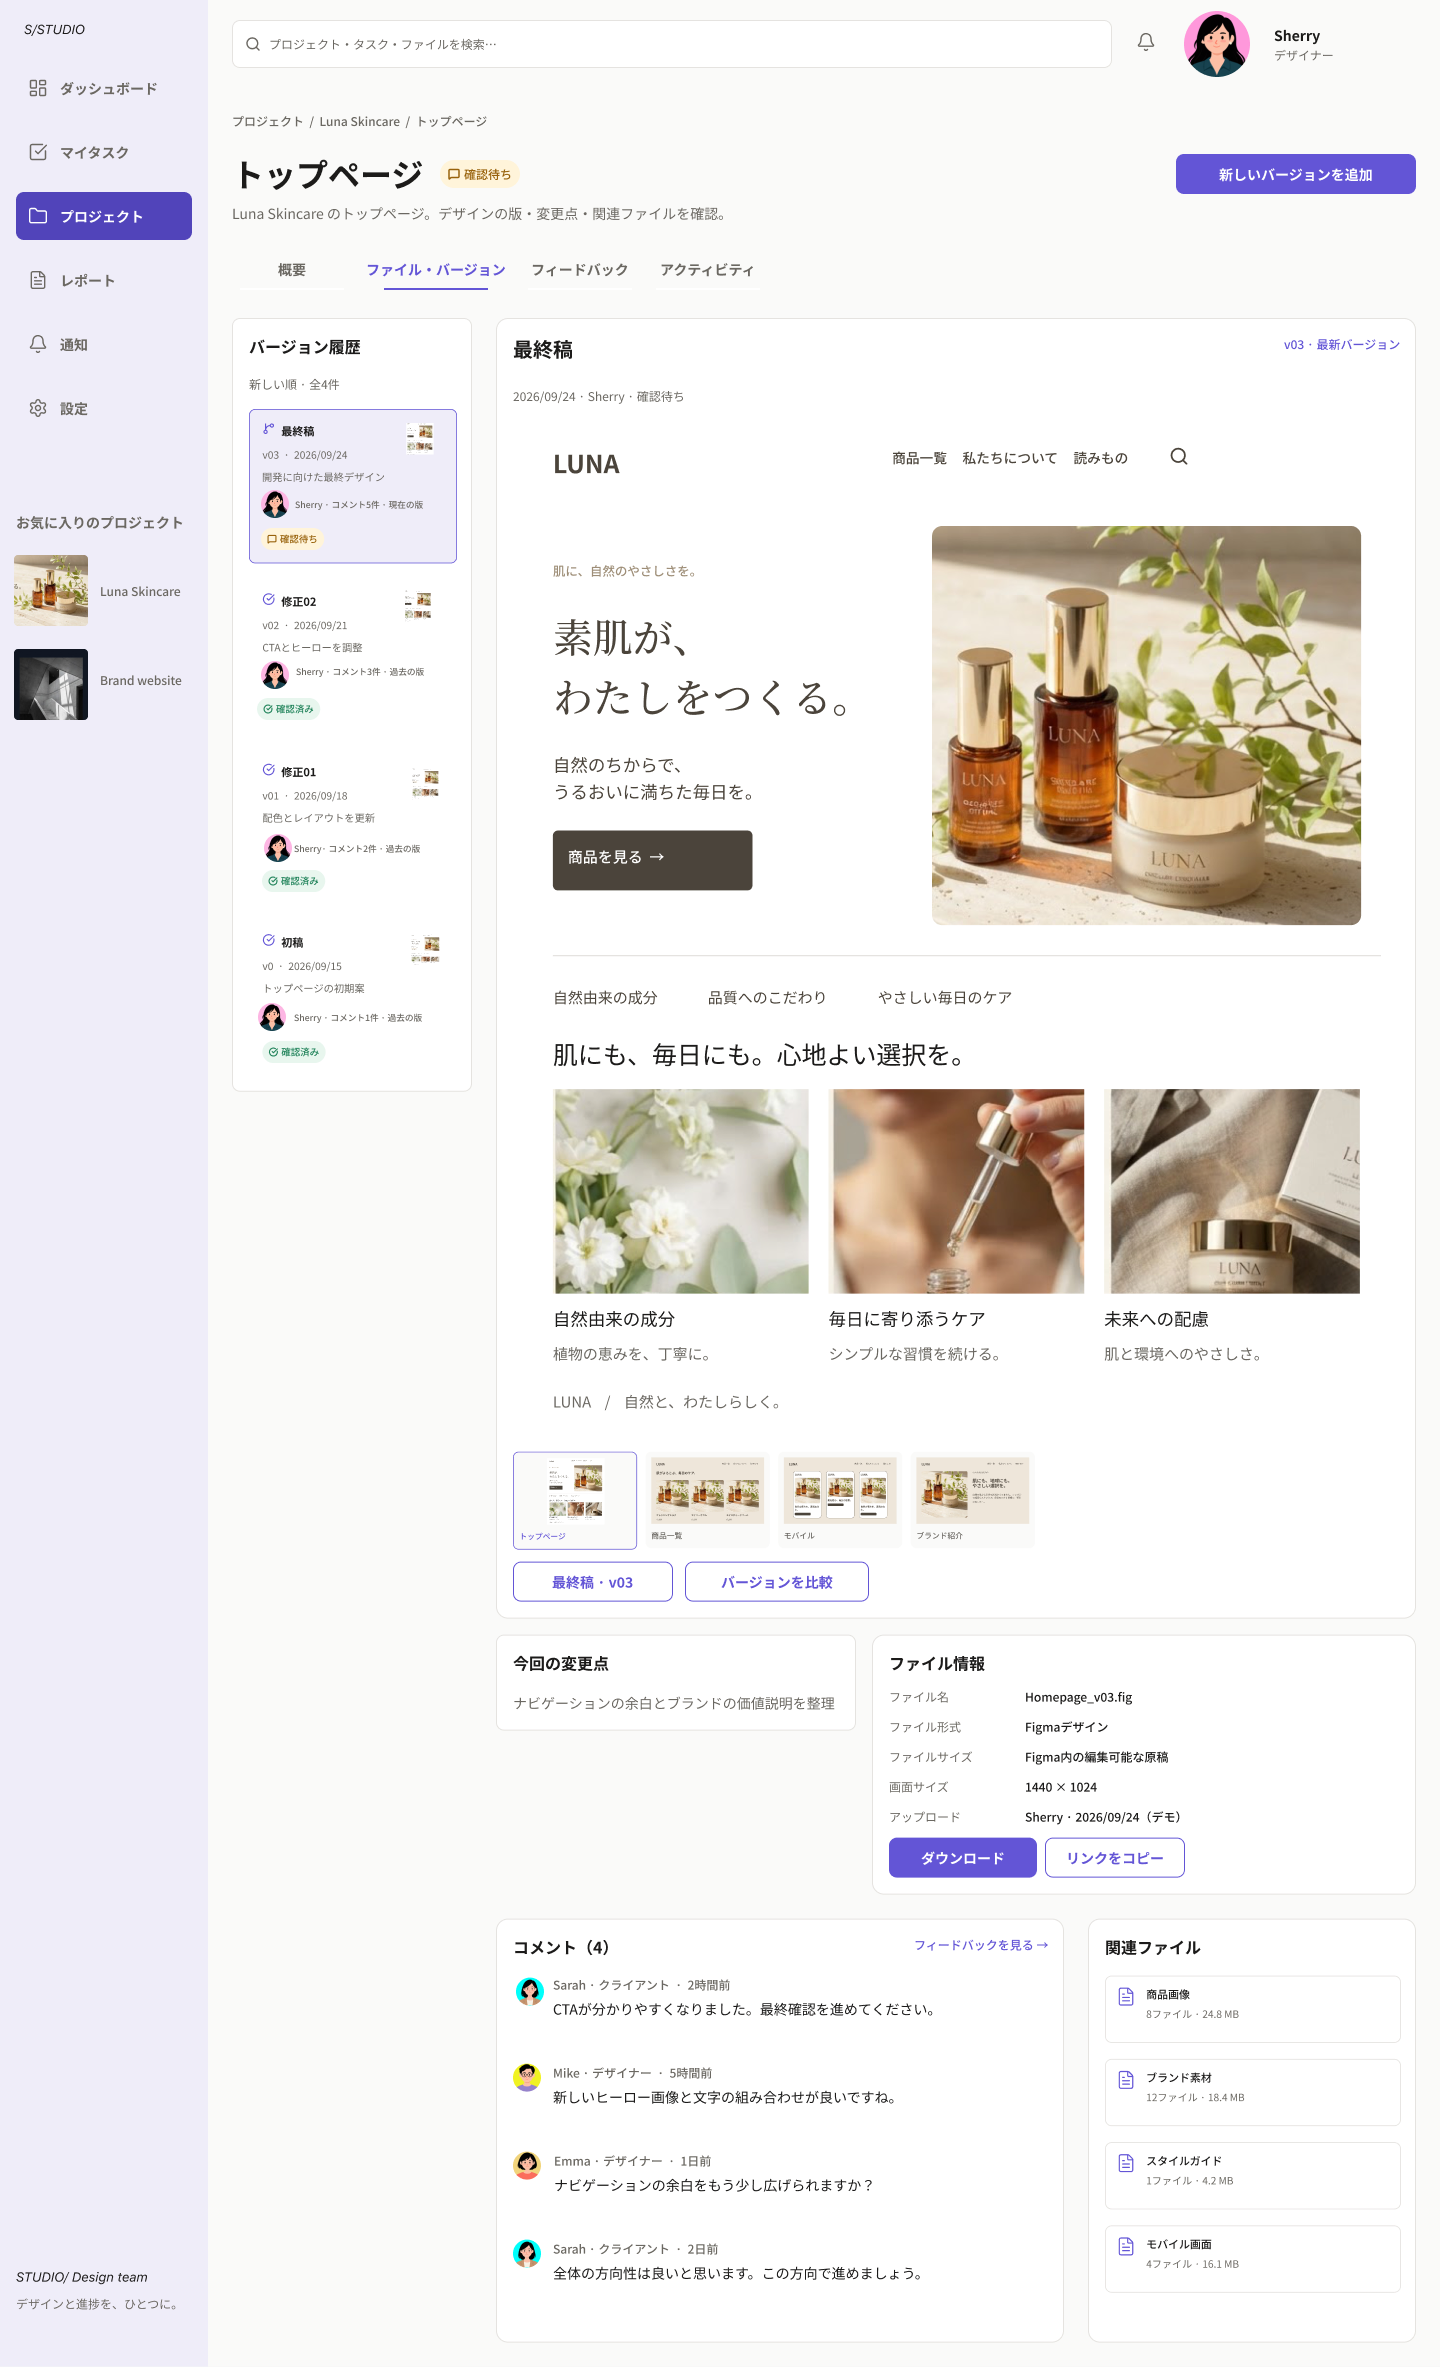 S/STUDIO
ダッシュボード
マイタスク
プロジェクト
レポート
通知
設定
お気に入りのプロジェクト
Luna Skincare
Brand website
STUDIO/ Design team
デザインと進捗を、ひとつに。
プロジェクト・タスク・ファイルを検索…
Sherry
デザイナー
プロジェクト / Luna Skincare / トップページ
トップページ
確認待ち
新しいバージョンを追加
Luna Skincare のトップページ。デザインの版・変更点・関連ファイルを確認。
概要
ファイル・バージョン
フィードバック
アクティビティ
バージョン履歴
新しい順・全4件
最終稿
v03 · 2026/09/24
開発に向けた最終デザイン
Sherry・コメント5件・現在の版
確認待ち
修正02
v02 · 2026/09/21
CTAとヒーローを調整
Sherry・コメント3件・過去の版
確認済み
修正01
v01 · 2026/09/18
配色とレイアウトを更新
Sherry・コメント2件・過去の版
確認済み
初稿
v0 · 2026/09/15
トップページの初期案
Sherry・コメント1件・過去の版
確認済み
最終稿
v03・最新バージョン
2026/09/24・Sherry・確認待ち
LUNA
商品一覧 私たちについて 読みもの
肌に、自然のやさしさを。
素肌が、
わたしをつくる。
自然のちからで、
うるおいに満ちた毎日を。
商品を見る →
LUNA
LUNA
LUNA
自然由来の成分
品質へのこだわり
やさしい毎日のケア
肌にも、毎日にも。心地よい選択を。
LUNA
自然由来の成分
植物の恵みを、丁寧に。
毎日に寄り添うケア
シンプルな習慣を続ける。
未来への配慮
肌と環境へのやさしさ。
LUNA / 自然と、わたしらしく。
トップページ
商品一覧
モバイル
ブランド紹介
最終稿・v03
バージョンを比較
今回の変更点
ナビゲーションの余白とブランドの価値説明を整理
ファイル情報
ファイル名 Homepage_v03.fig
ファイル形式 Figmaデザイン
ファイルサイズ Figma内の編集可能な原稿
画面サイズ 1440 × 1024
アップロード Sherry・2026/09/24（デモ）
ダウンロード
リンクをコピー
コメント（4）
フィードバックを見る →
Sarah・クライアント · 2時間前
CTAが分かりやすくなりました。最終確認を進めてください。
Mike・デザイナー · 5時間前
新しいヒーロー画像と文字の組み合わせが良いですね。
Emma・デザイナー · 1日前
ナビゲーションの余白をもう少し広げられますか？
Sarah・クライアント · 2日前
全体の方向性は良いと思います。この方向で進めましょう。
関連ファイル
商品画像
8ファイル・24.8 MB
ブランド素材
12ファイル・18.4 MB
スタイルガイド
1ファイル・4.2 MB
モバイル画面
4ファイル・16.1 MB